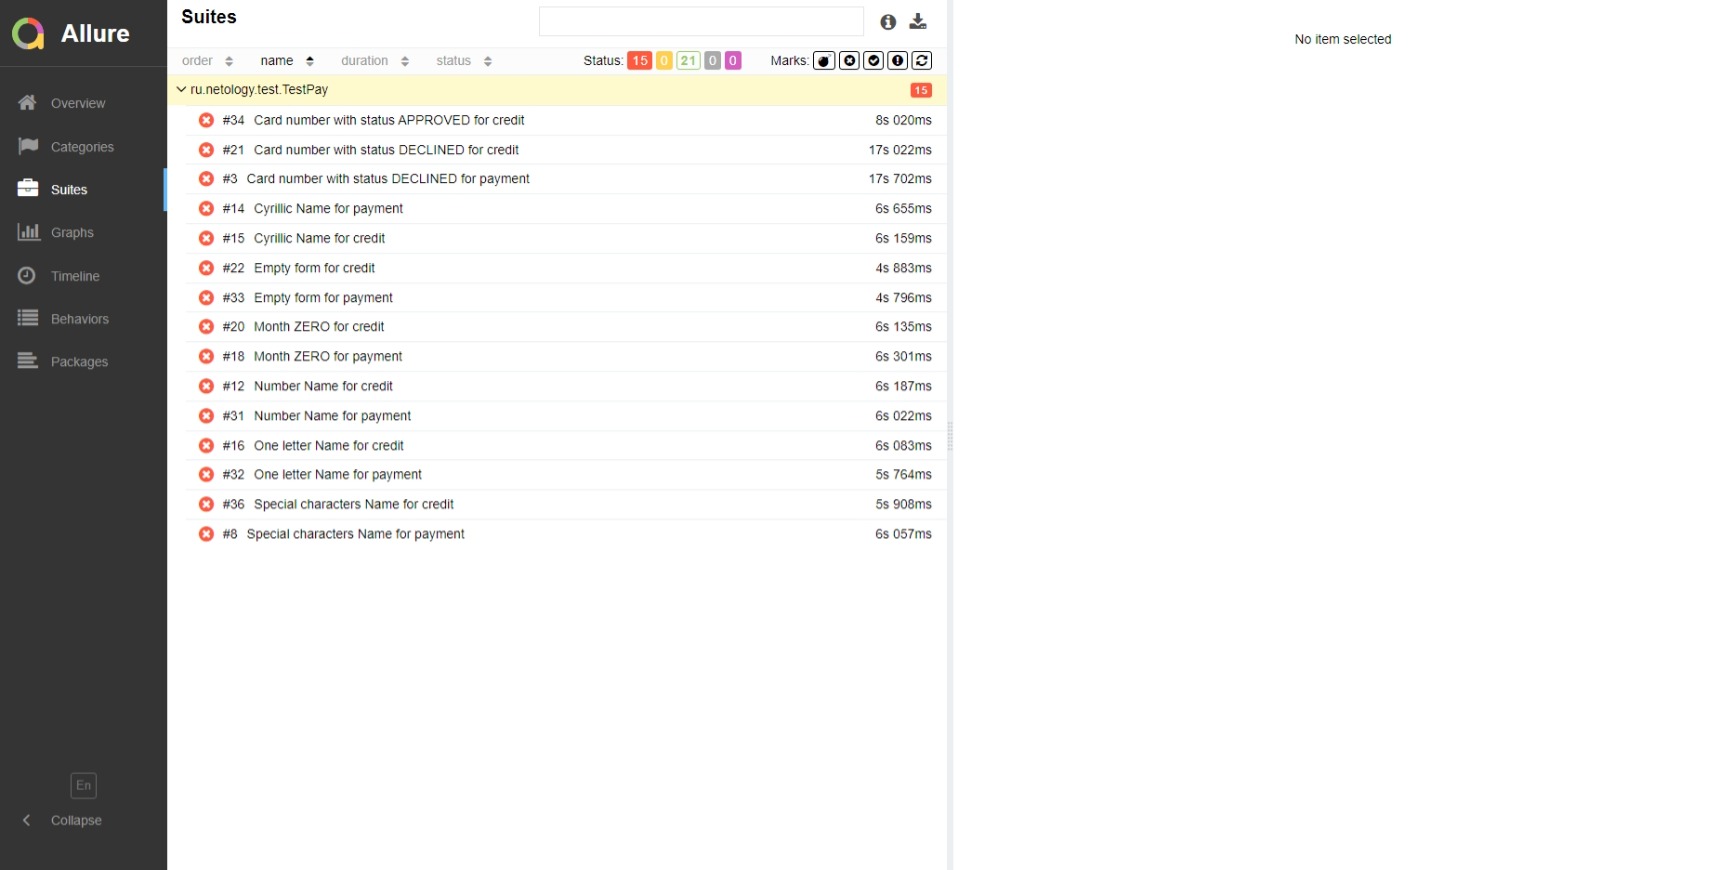 Allure
Overview
Categories
Suites
Graphs
Timeline
Behaviors
Packages
En
Collapse
Suites
order name duration status Status: 15 0 21 0 0 Marks:
ru.netology.test.TestPay 15
#34 Card number with status APPROVED for credit 8s 020ms
#21 Card number with status DECLINED for credit 17s 022ms
#3 Card number with status DECLINED for payment 17s 702ms
#14 Cyrillic Name for payment 6s 655ms
#15 Cyrillic Name for credit 6s 159ms
#22 Empty form for credit 4s 883ms
#33 Empty form for payment 4s 796ms
#20 Month ZERO for credit 6s 135ms
#18 Month ZERO for payment 6s 301ms
#12 Number Name for credit 6s 187ms
#31 Number Name for payment 6s 022ms
#16 One letter Name for credit 6s 083ms
#32 One letter Name for payment 5s 764ms
#36 Special characters Name for credit 5s 908ms
#8 Special characters Name for payment 6s 057ms
No item selected